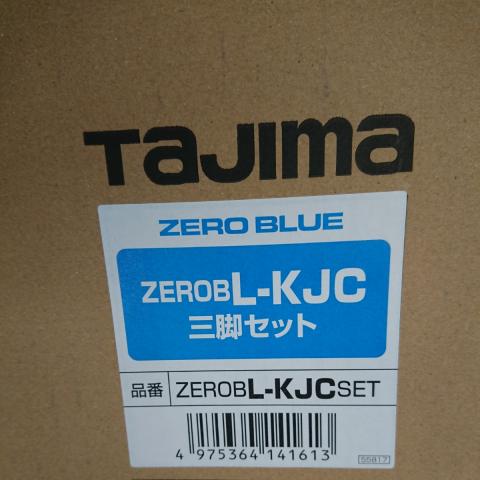 Tajima
ZERO BLUE
ZEROBL-KJC
三脚セット
品番 ZEROBL-KJCSET
4 975364 141613
55817